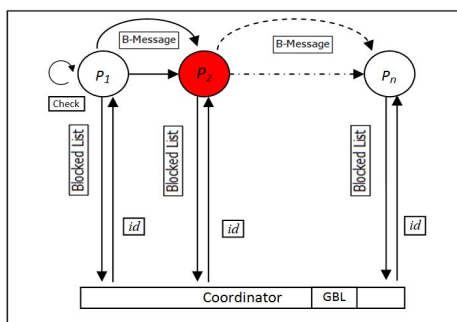 B-Message
B-Message
P1
P2
Pn
Check
Blocked List
Blocked List
Blocked List
id
id
id
Coordinator
GBL